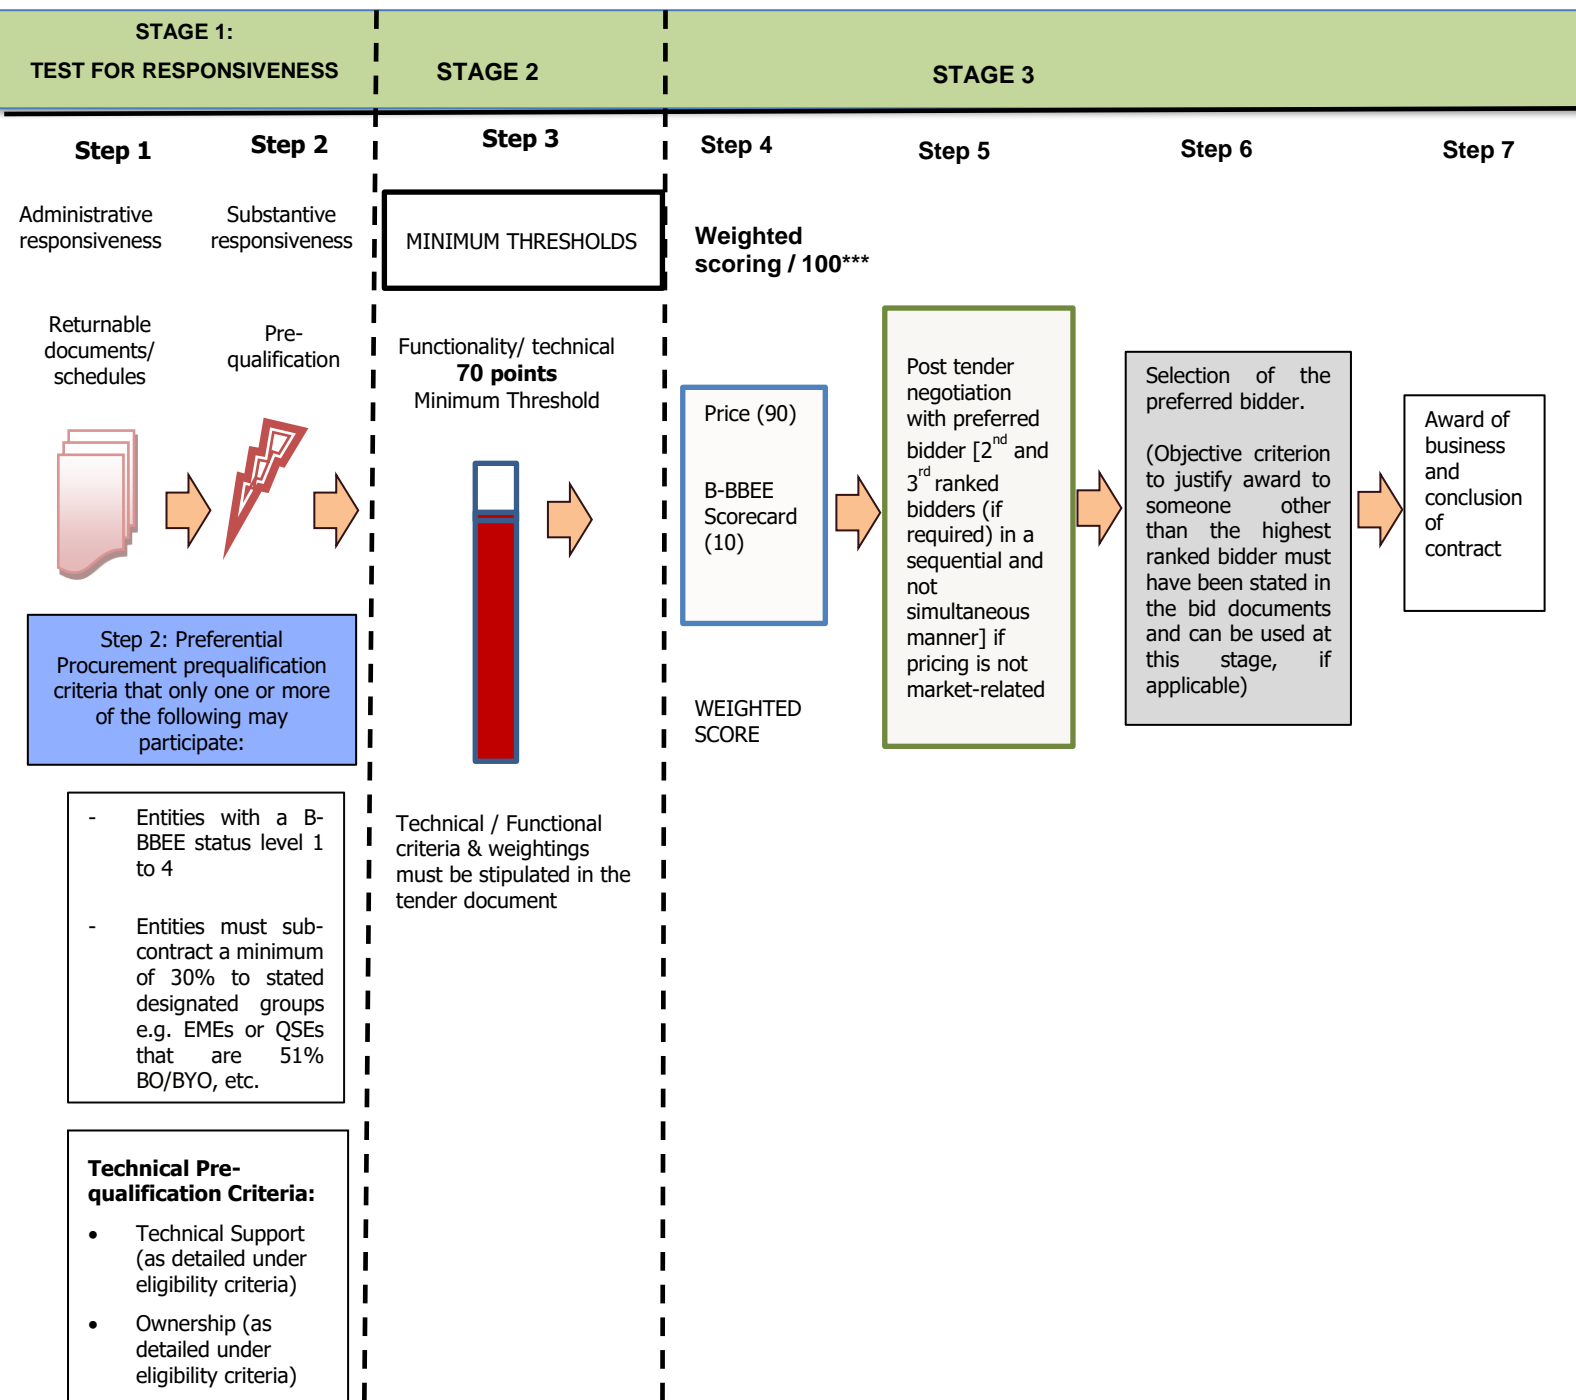 STAGE 1:
TEST FOR RESPONSIVENESS
STAGE 2
STAGE 3
Step 1
Step 2
Step 3
Step 4
Step 5
Step 6
Step 7
Administrative
responsiveness
Substantive
responsiveness
MINIMUM THRESHOLDS
Weighted
scoring / 100***
Returnable
documents/
schedules
Pre-
qualification
Functionality/ technical
70 points
Minimum Threshold
Price (90)
B-BBEE
Scorecard
(10)
Post tender
negotiation
with preferred
bidder [2nd and
3rd ranked
bidders (if
required) in a
sequential and
not
simultaneous
manner] if
pricing is not
market-related
Selection of the
preferred bidder.
(Objective criterion
to justify award to
someone other
than the highest
ranked bidder must
have been stated in
the bid documents
and can be used at
this stage, if
applicable)
Award of
business
and
conclusion
of
contract
Step 2: Preferential
Procurement prequalification
criteria that only one or more
of the following may
participate:
WEIGHTED
SCORE
- Entities with a B-
BBEE status level 1
to 4
- Entities must sub-
contract a minimum
of 30% to stated
designated groups
e.g. EMEs or QSEs
that are 51%
BO/BYO, etc.
Technical / Functional
criteria & weightings
must be stipulated in the
tender document
Technical Pre-
qualification Criteria:
• Technical Support
(as detailed under
eligibility criteria)
• Ownership (as
detailed under
eligibility criteria)